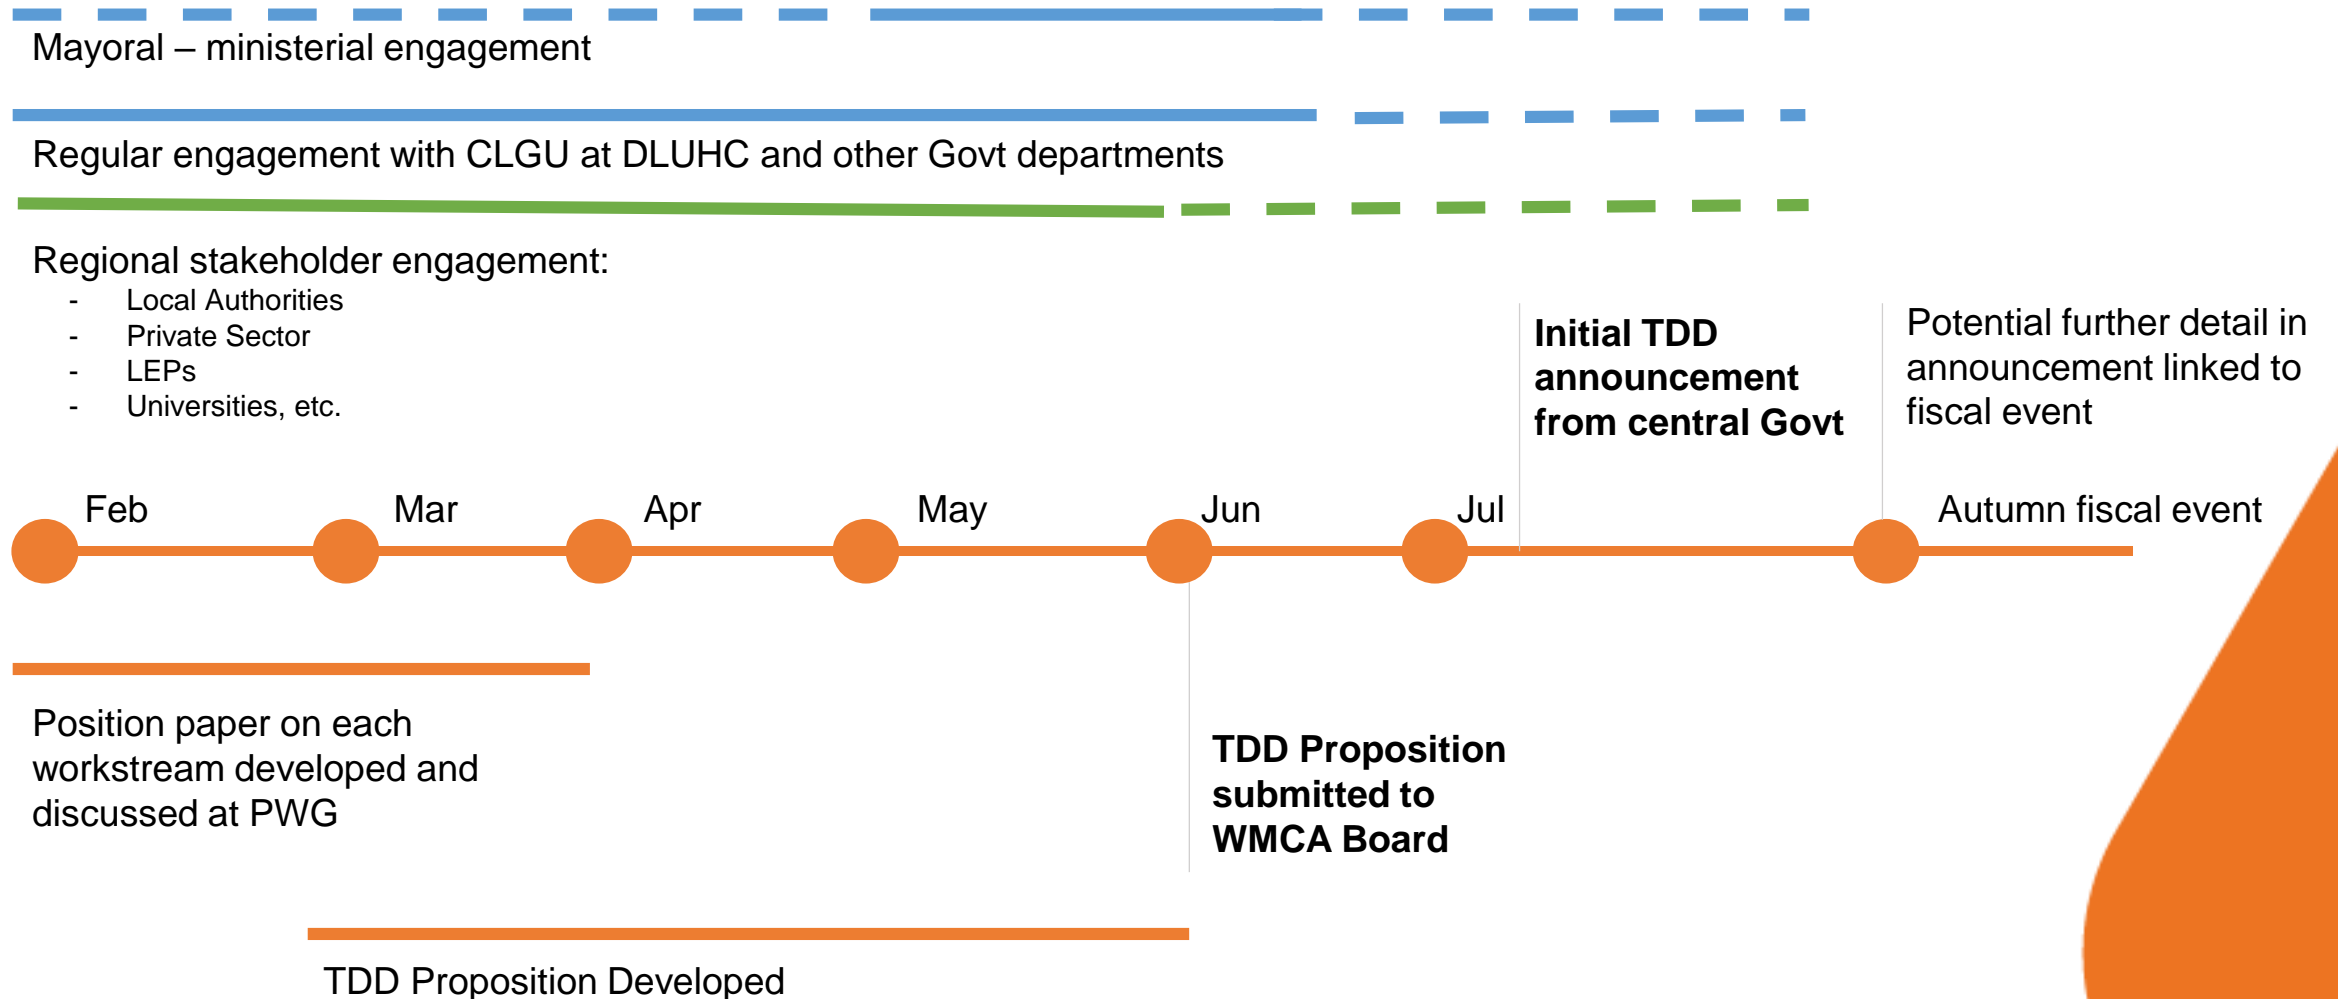 Mayoral – ministerial engagement
Regular engagement with CLGU at DLUHC and other Govt departments
Regional stakeholder engagement:
- Local Authorities
- Private Sector
- LEPs
- Universities, etc.
Initial TDD
announcement
from central Govt
Potential further detail in
announcement linked to
fiscal event
Feb Mar Apr May Jun Jul Autumn fiscal event
Position paper on each
workstream developed and
discussed at PWG
TDD Proposition
submitted to
WMCA Board
TDD Proposition Developed